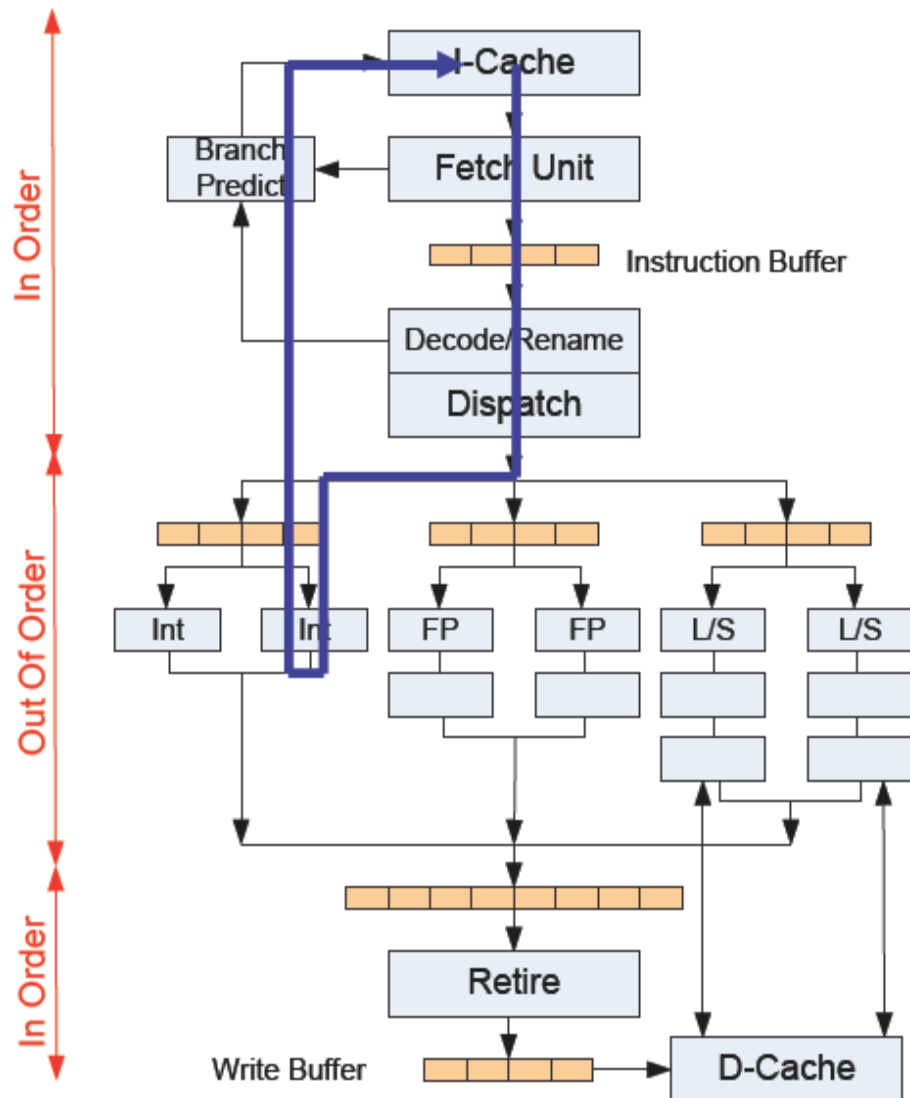 I-Cache
Branch
Predict
Fetch Unit
In Order
Instruction Buffer
Decode/Rename
Dispatch
Out Of Order
Int
Int
FP
FP
L/S
L/S
In Order
Retire
Write Buffer
D-Cache